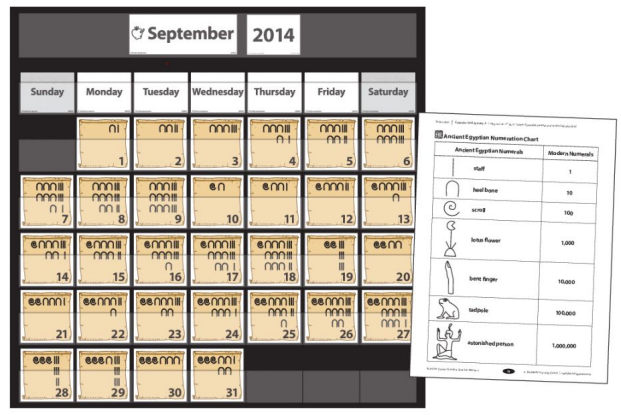 September 2014
Sunday Monday Tuesday Wednesday Thursday Friday Saturday
1 2 3 4 5 6
7 8 9 10 11 12 13
14 15 16 17 18 19 20
21 22 23 24 25 26 27
28 29 30 31
Ancient Egyptian Numeration Chart
Ancient Egyptian Numerals Modern Numerals
staff 1
heel bone 10
scroll 100
lotus flower 1,000
bent finger 10,000
tadpole 100,000
astonished person 1,000,000